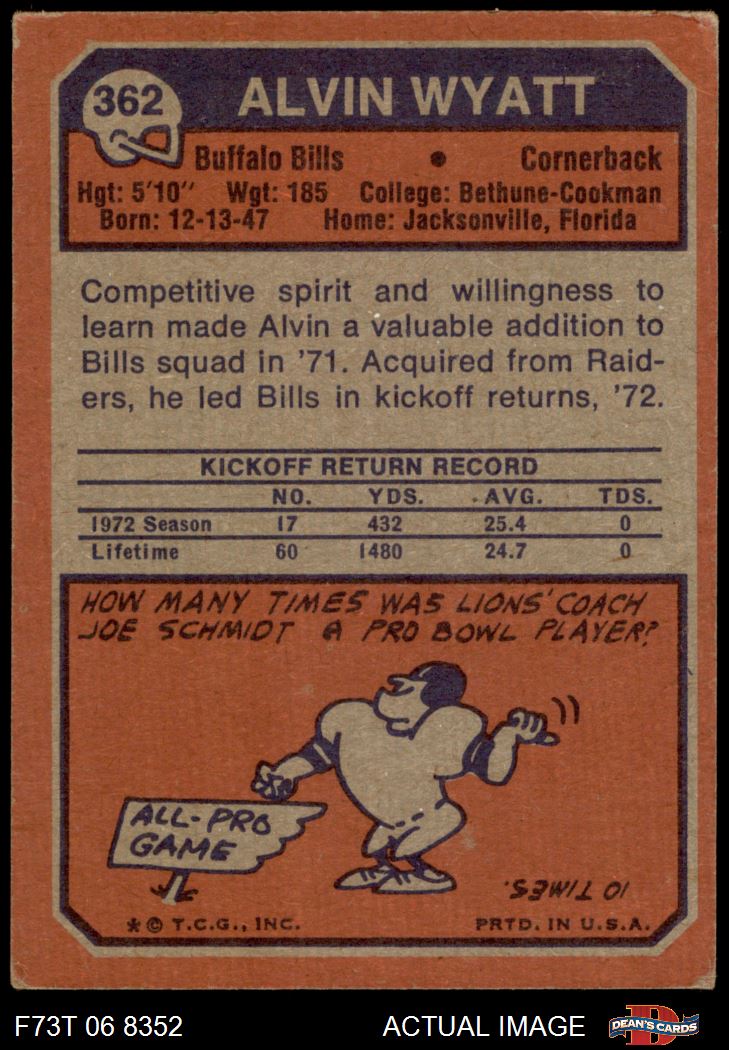 362
ALVIN WYATT
Buffalo Bills • Cornerback
Hgt: 5'10" Wgt: 185 College: Bethune-Cookman
Born: 12-13-47 Home: Jacksonville, Florida
Competitive spirit and willingness to
learn made Alvin a valuable addition to
Bills squad in '71. Acquired from Raid-
ers, he led Bills in kickoff returns, '72.
KICKOFF RETURN RECORD
NO. YDS. AVG. TDS.
1972 Season 17 432 25.4 0
Lifetime 60 1480 24.7 0
HOW MANY TIMES WAS LIONS' COACH
JOE SCHMIDT A PRO BOWL PLAYER?
ALL-PRO
GAME
10 TIMES.
* © T.C.G., INC. PRTD. IN U.S.A.
F73T 06 8352 ACTUAL IMAGE
D
DEAN'S CARDS